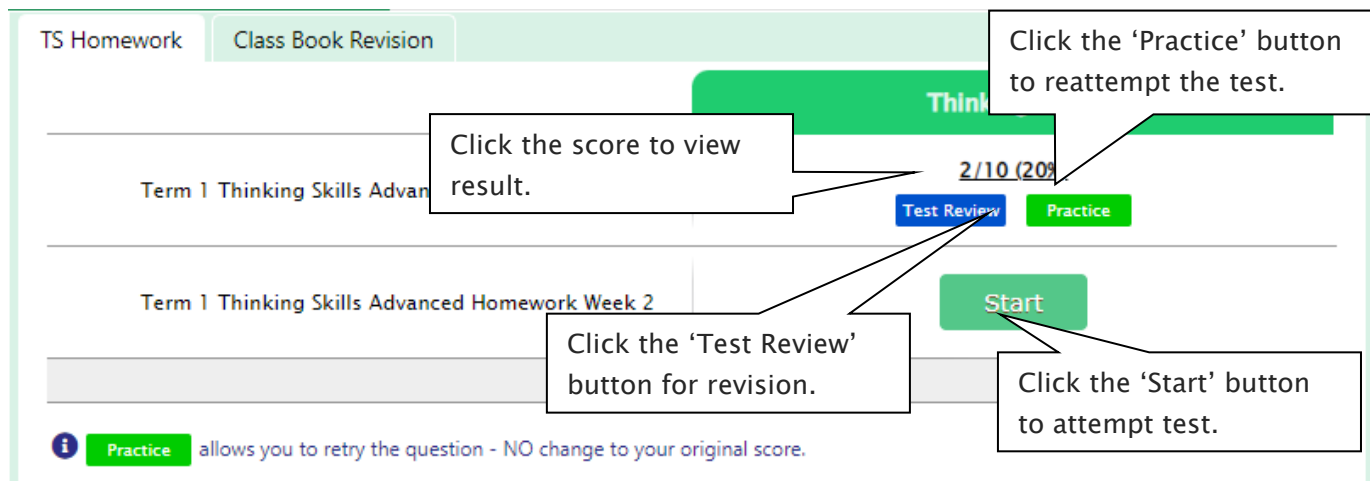 TS Homework
Class Book Revision
Click the ‘Practice’ button
to reattempt the test.
Click the score to view
result.
Term 1 Thinking Skills
2/10 (20%
Test Review
Practice
Term 1 Thinking Skills Advanced Homework Week 2
Start
Click the ‘Test Review’
button for revision.
Click the ‘Start’ button
to attempt test.
Practice allows you to retry the question - NO change to your original score.